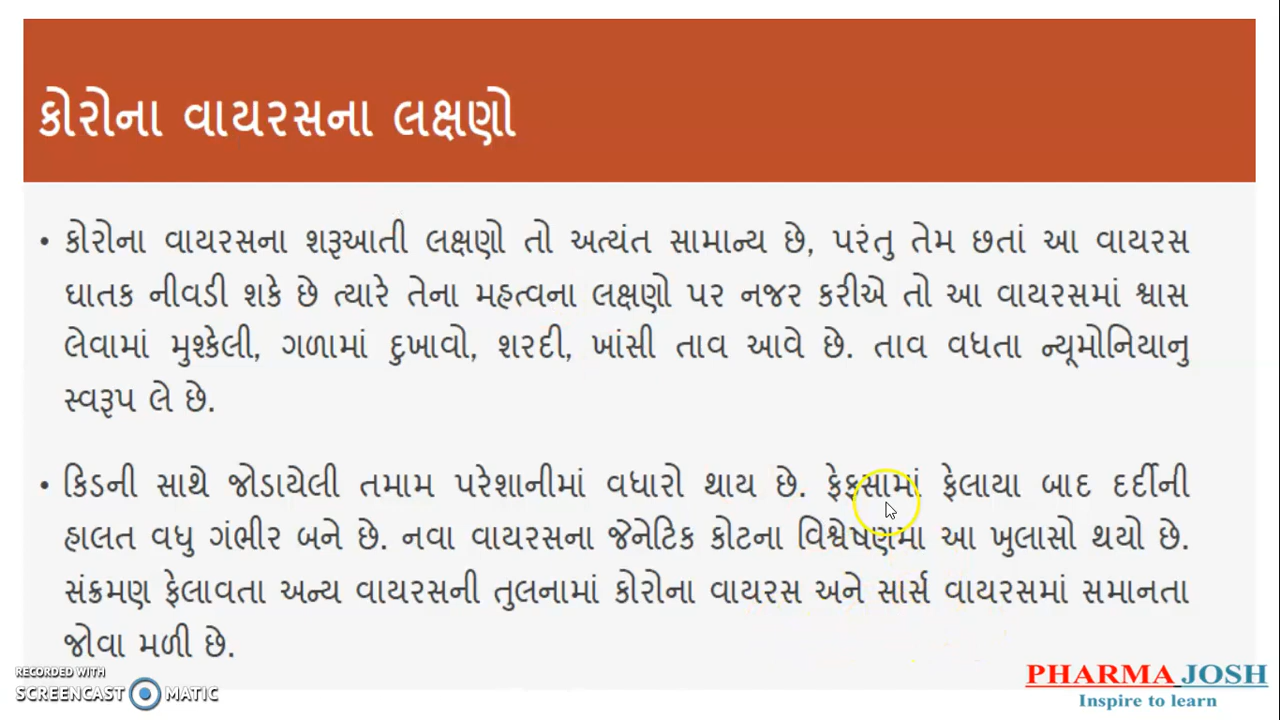 કોરોના વાયરસના લક્ષણો
• કોરોના વાયરસના શરૂઆતી લક્ષણો તો અત્યંત સામાન્ય છે, પરંતુ તેમ છતાં આ વાયરસ
ઘાતક નીવડી શકે છે ત્યારે તેના મહત્વના લક્ષણો પર નજર કરીએ તો આ વાયરસમાં શ્વાસ
લેવામાં મુશ્કેલી, ગળામાં દુખાવો, શરદી, ખાંસી તાવ આવે છે. તાવ વધતા ન્યૂમોનિયાનુ
સ્વરૂપ લે છે.
• કિડની સાથે જોડાયેલી તમામ પરેશાનીમાં વધારો થાય છે. ફેફસામાં ફેલાયા બાદ દર્દીની
હાલત વધુ ગંભીર બને છે. નવા વાયરસના જેનેટિક કોટના વિશ્વેષણમા આ ખુલાસો થયો છે.
સંક્રમણ ફેલાવતા અન્ય વાયરસની તુલનામાં કોરોના વાયરસ અને સાર્સ વાયરસમાં સમાનતા
જોવા મળી છે.
RECORDED WITH
SCREENCAST MATIC
PHARMA JOSH
Inspire to learn